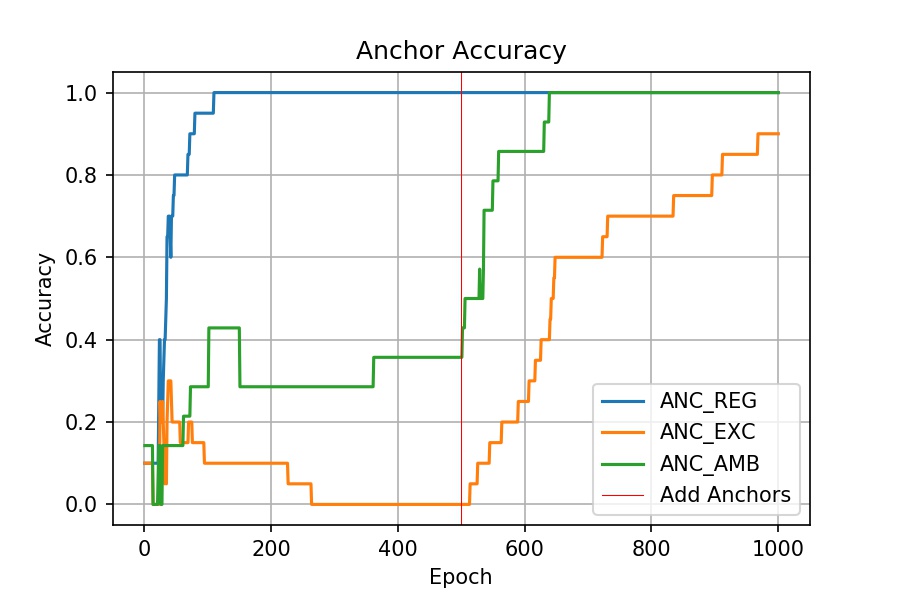 Anchor Accuracy
Accuracy
1.0
0.8
0.6
0.4
0.2
0.0
ANC_REG
ANC_EXC
ANC_AMB
Add Anchors
0 200 400 600 800 1000
Epoch